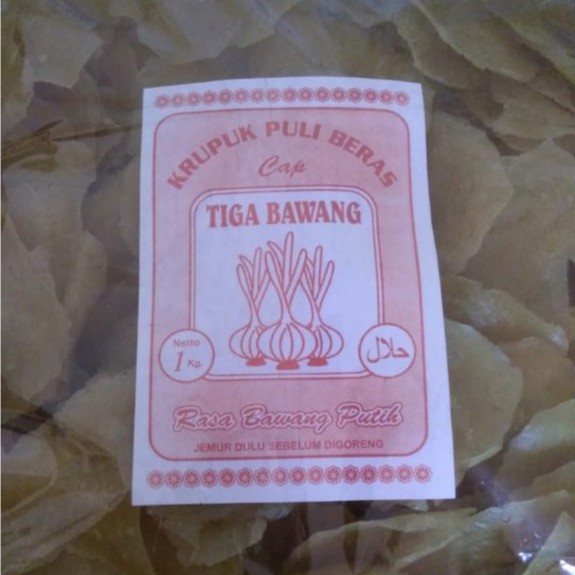 KRUPUK PULI BERAS
Cap
TIGA BAWANG
Netto
1 Kg.
حلال
Rasa Bawang Putih
JEMUR DULU SEBELUM DIGORENG